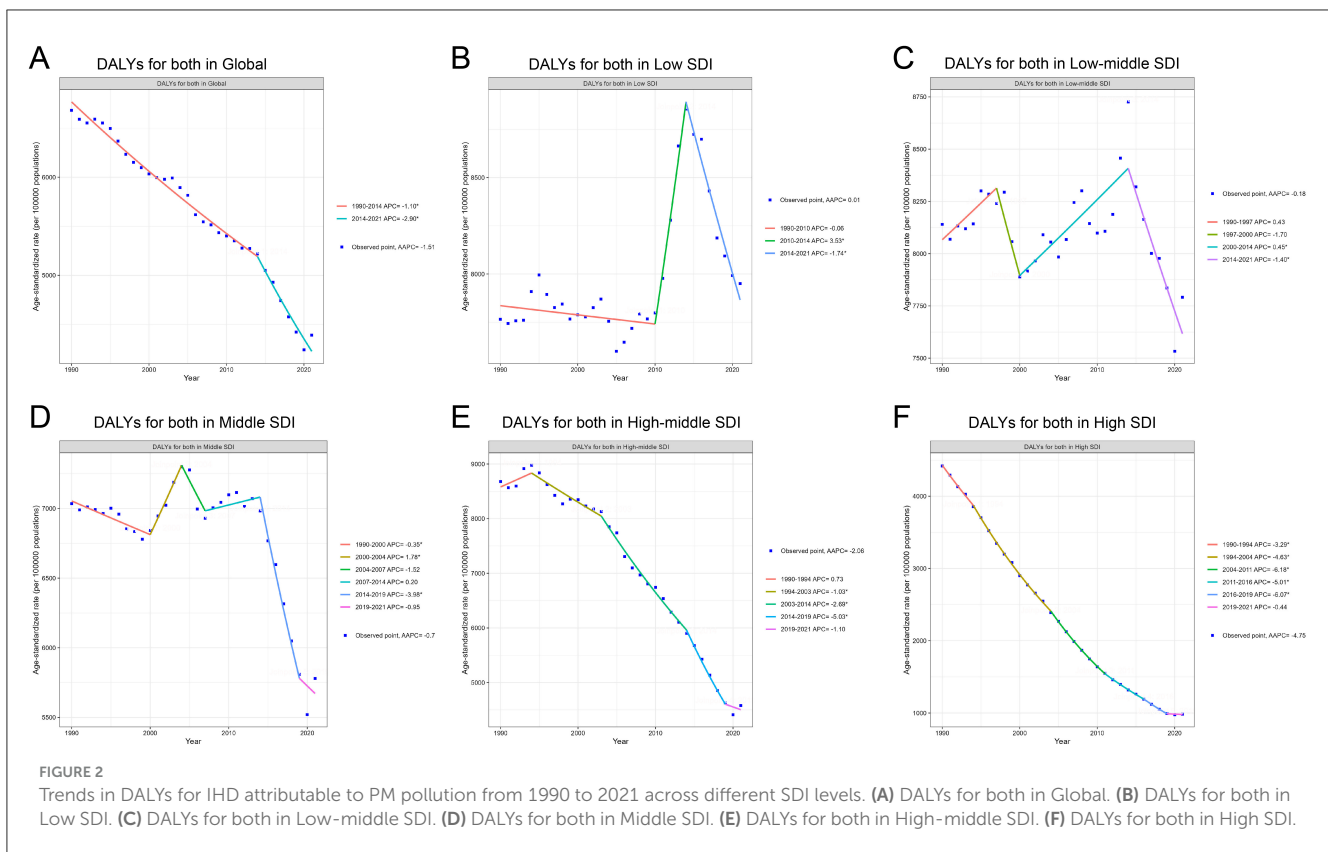 A
DALYs for both in Global
DALYs for both in Global
Age-standardized rate (per 100000 populations)
6000
5000
1990
2000
2010
2020
Year
1990-2014 APC= -1.10*
2014-2021 APC= -2.90*
Observed point, AAPC= -1.51
B
DALYs for both in Low SDI
DALYs for both in Low SDI
Age-standardized rate (per 100000 populations)
8500
8000
1990
2000
2010
2020
Year
Observed point, AAPC= 0.01
1990-2010 APC= -0.06
2010-2014 APC= 3.53*
2014-2021 APC= -1.74*
C
DALYs for both in Low-middle SDI
DALYs for both in Low-middle SDI
Age-standardized rate (per 100000 populations)
8750
8500
8250
8000
7750
7500
1990
2000
2010
2020
Year
Observed point, AAPC= -0.18
1990-1997 APC= 0.43
1997-2000 APC= -1.70
2000-2014 APC= 0.45*
2014-2021 APC= -1.40*
D
DALYs for both in Middle SDI
DALYs for both in Middle SDI
Age-standardized rate (per 100000 populations)
7000
6500
6000
5500
1990
2000
2010
2020
Year
1990-2000 APC= -0.35*
2000-2004 APC= 1.78*
2004-2007 APC= -1.52
2007-2014 APC= 0.20
2014-2019 APC= -3.98*
2019-2021 APC= -0.95
Observed point, AAPC= -0.7
E
DALYs for both in High-middle SDI
DALYs for both in High-middle SDI
Age-standardized rate (per 100000 populations)
9000
8000
7000
6000
5000
1990
2000
2010
2020
Year
Observed point, AAPC= -2.06
1990-1994 APC= 0.73
1994-2003 APC= -1.03*
2003-2014 APC= -2.69*
2014-2019 APC= -5.03*
2019-2021 APC= -1.10
F
DALYs for both in High SDI
DALYs for both in High SDI
Age-standardized rate (per 100000 populations)
4000
3000
2000
1000
1990
2000
2010
2020
Year
1990-1994 APC= -3.29*
1994-2004 APC= -4.63*
2004-2011 APC= -6.18*
2011-2016 APC= -5.01*
2016-2019 APC= -6.07*
2019-2021 APC= -0.44
Observed point, AAPC= -4.75
FIGURE 2
Trends in DALYs for IHD attributable to PM pollution from 1990 to 2021 across different SDI levels. (A) DALYs for both in Global. (B) DALYs for both in
Low SDI. (C) DALYs for both in Low-middle SDI. (D) DALYs for both in Middle SDI. (E) DALYs for both in High-middle SDI. (F) DALYs for both in High SDI.